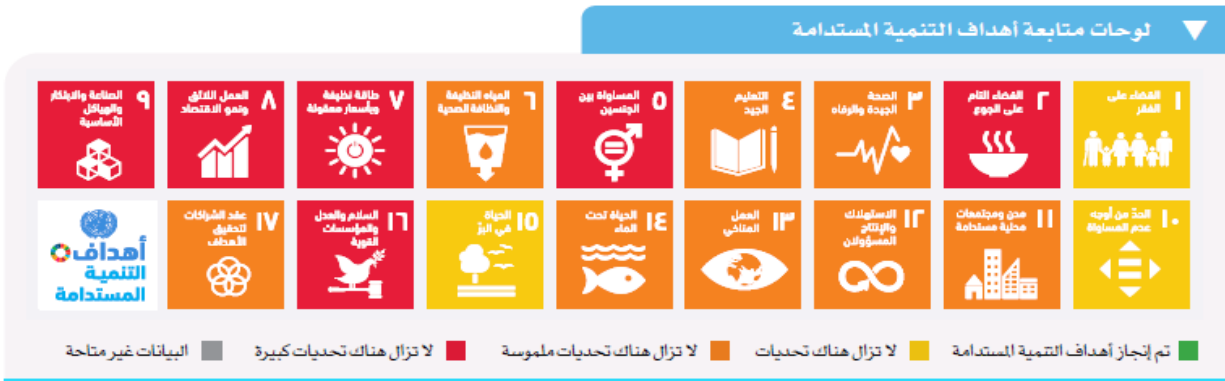 لوحات متابعة أهداف التنمية المستدامة
١ القضاء على
الفقر
٢ القضاء التام
على الجوع
٣ الصحة
الجيدة والرفاه
٤ التعليم
الجيد
٥ المساواة بين
الجنسين
٦ المياه النظيفة
والنظافة الصحية
٧ طاقة نظيفة
وبأسعار معقولة
٨ العمل اللائق
ونمو الاقتصاد
٩ الصناعة والابتكار
والهياكل
الأساسية
١٠ الحدّ من أوجه
عدم المساواة
١١ مدن ومجتمعات
محلية مستدامة
١٢ الاستهلاك
والإنتاج
المسؤولان
١٣ العمل
المناخي
١٤ الحياة تحت
الماء
١٥ الحياة
في البرّ
١٦ السلام والعدل
والمؤسسات
القوية
١٧ عقد الشراكات
لتحقيق
الأهداف
أهداف
التنمية
المستدامة
تم إنجاز أهداف التنمية المستدامة لا تزال هناك تحديات لا تزال هناك تحديات ملموسة لا تزال هناك تحديات كبيرة البيانات غير متاحة